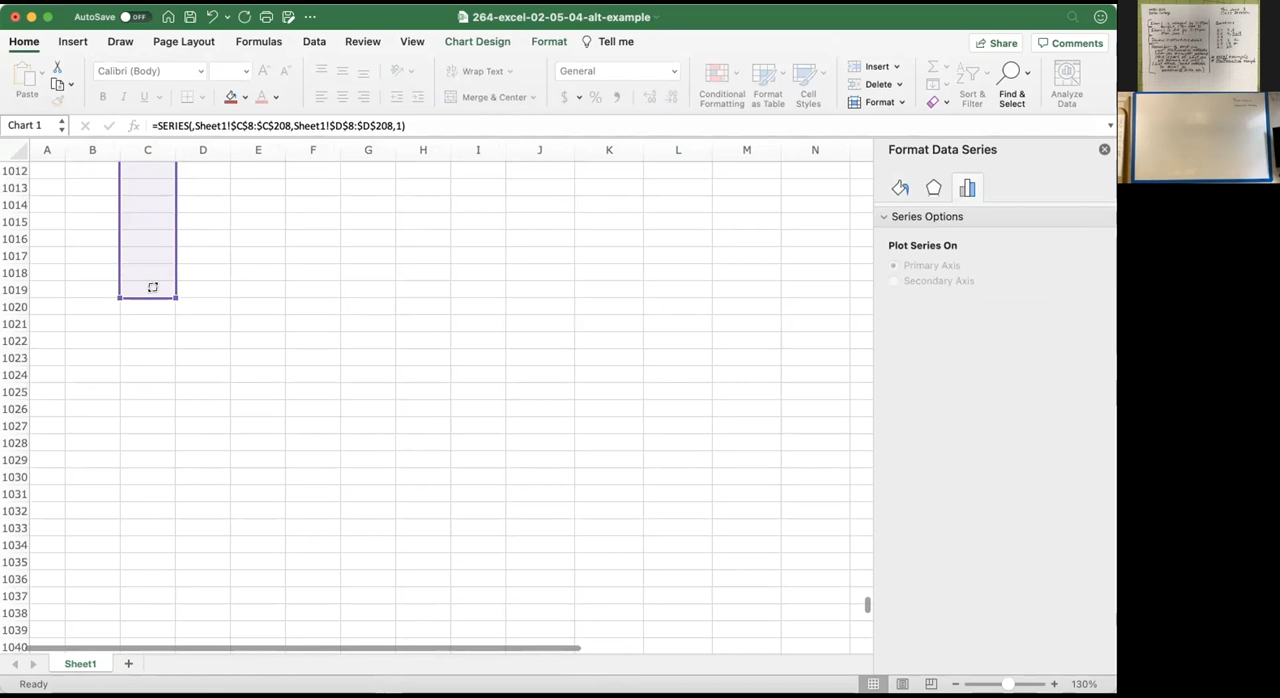 AutoSave OFF 264-excel-02-05-04-alt-example
Home Insert Draw Page Layout Formulas Data Review View Chart Design Format Tell me Share Comments
Paste Calibri (Body) B I U Wrap Text Merge & Center General $ % Conditional Formatting Format as Table Cell Styles Insert Delete Format Sort & Filter Find & Select Analyze Data
Chart 1 fx =SERIES(,Sheet1!$C$8:$C$208,Sheet1!$D$8:$D$208,1)
A B C D E F G H I J K L M N
1012
1013
1014
1015
1016
1017
1018
1019
1020
1021
1022
1023
1024
1025
1026
1027
1028
1029
1030
1031
1032
1033
1034
1035
1036
1037
1038
1039
1040
Format Data Series
Series Options
Plot Series On
Primary Axis
Secondary Axis
Sheet1
Ready 130%